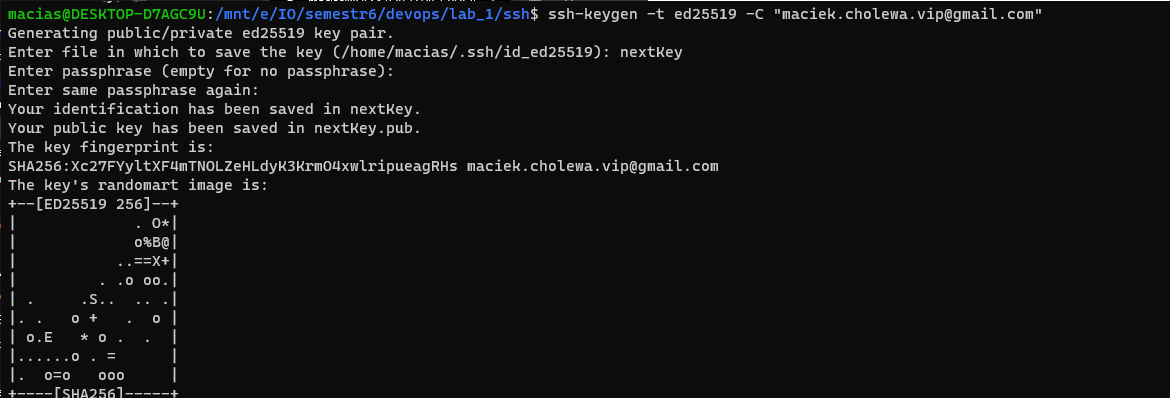 macias@DESKTOP-D7AGC9U:/mnt/e/IO/semestr6/devops/lab_1/ssh$ ssh-keygen -t ed25519 -C "maciek.cholewa.vip@gmail.com"
Generating public/private ed25519 key pair.
Enter file in which to save the key (/home/macias/.ssh/id_ed25519): nextKey
Enter passphrase (empty for no passphrase):
Enter same passphrase again:
Your identification has been saved in nextKey.
Your public key has been saved in nextKey.pub.
The key fingerprint is:
SHA256:Xc27FYyltXF4mTNOLZeHLdyK3KrmO4xwlripueagRHs maciek.cholewa.vip@gmail.com
The key's randomart image is:
+--[ED25519 256]--+
|             . O*|
|             o%B@|
|           ..==X+|
|         . .o oo.|
| .     .S..  .. .|
|. .   o +   .  o |
| o.E   * o .  .  |
|......o . =      |
|.  o=o   ooo     |
+----[SHA256]-----+